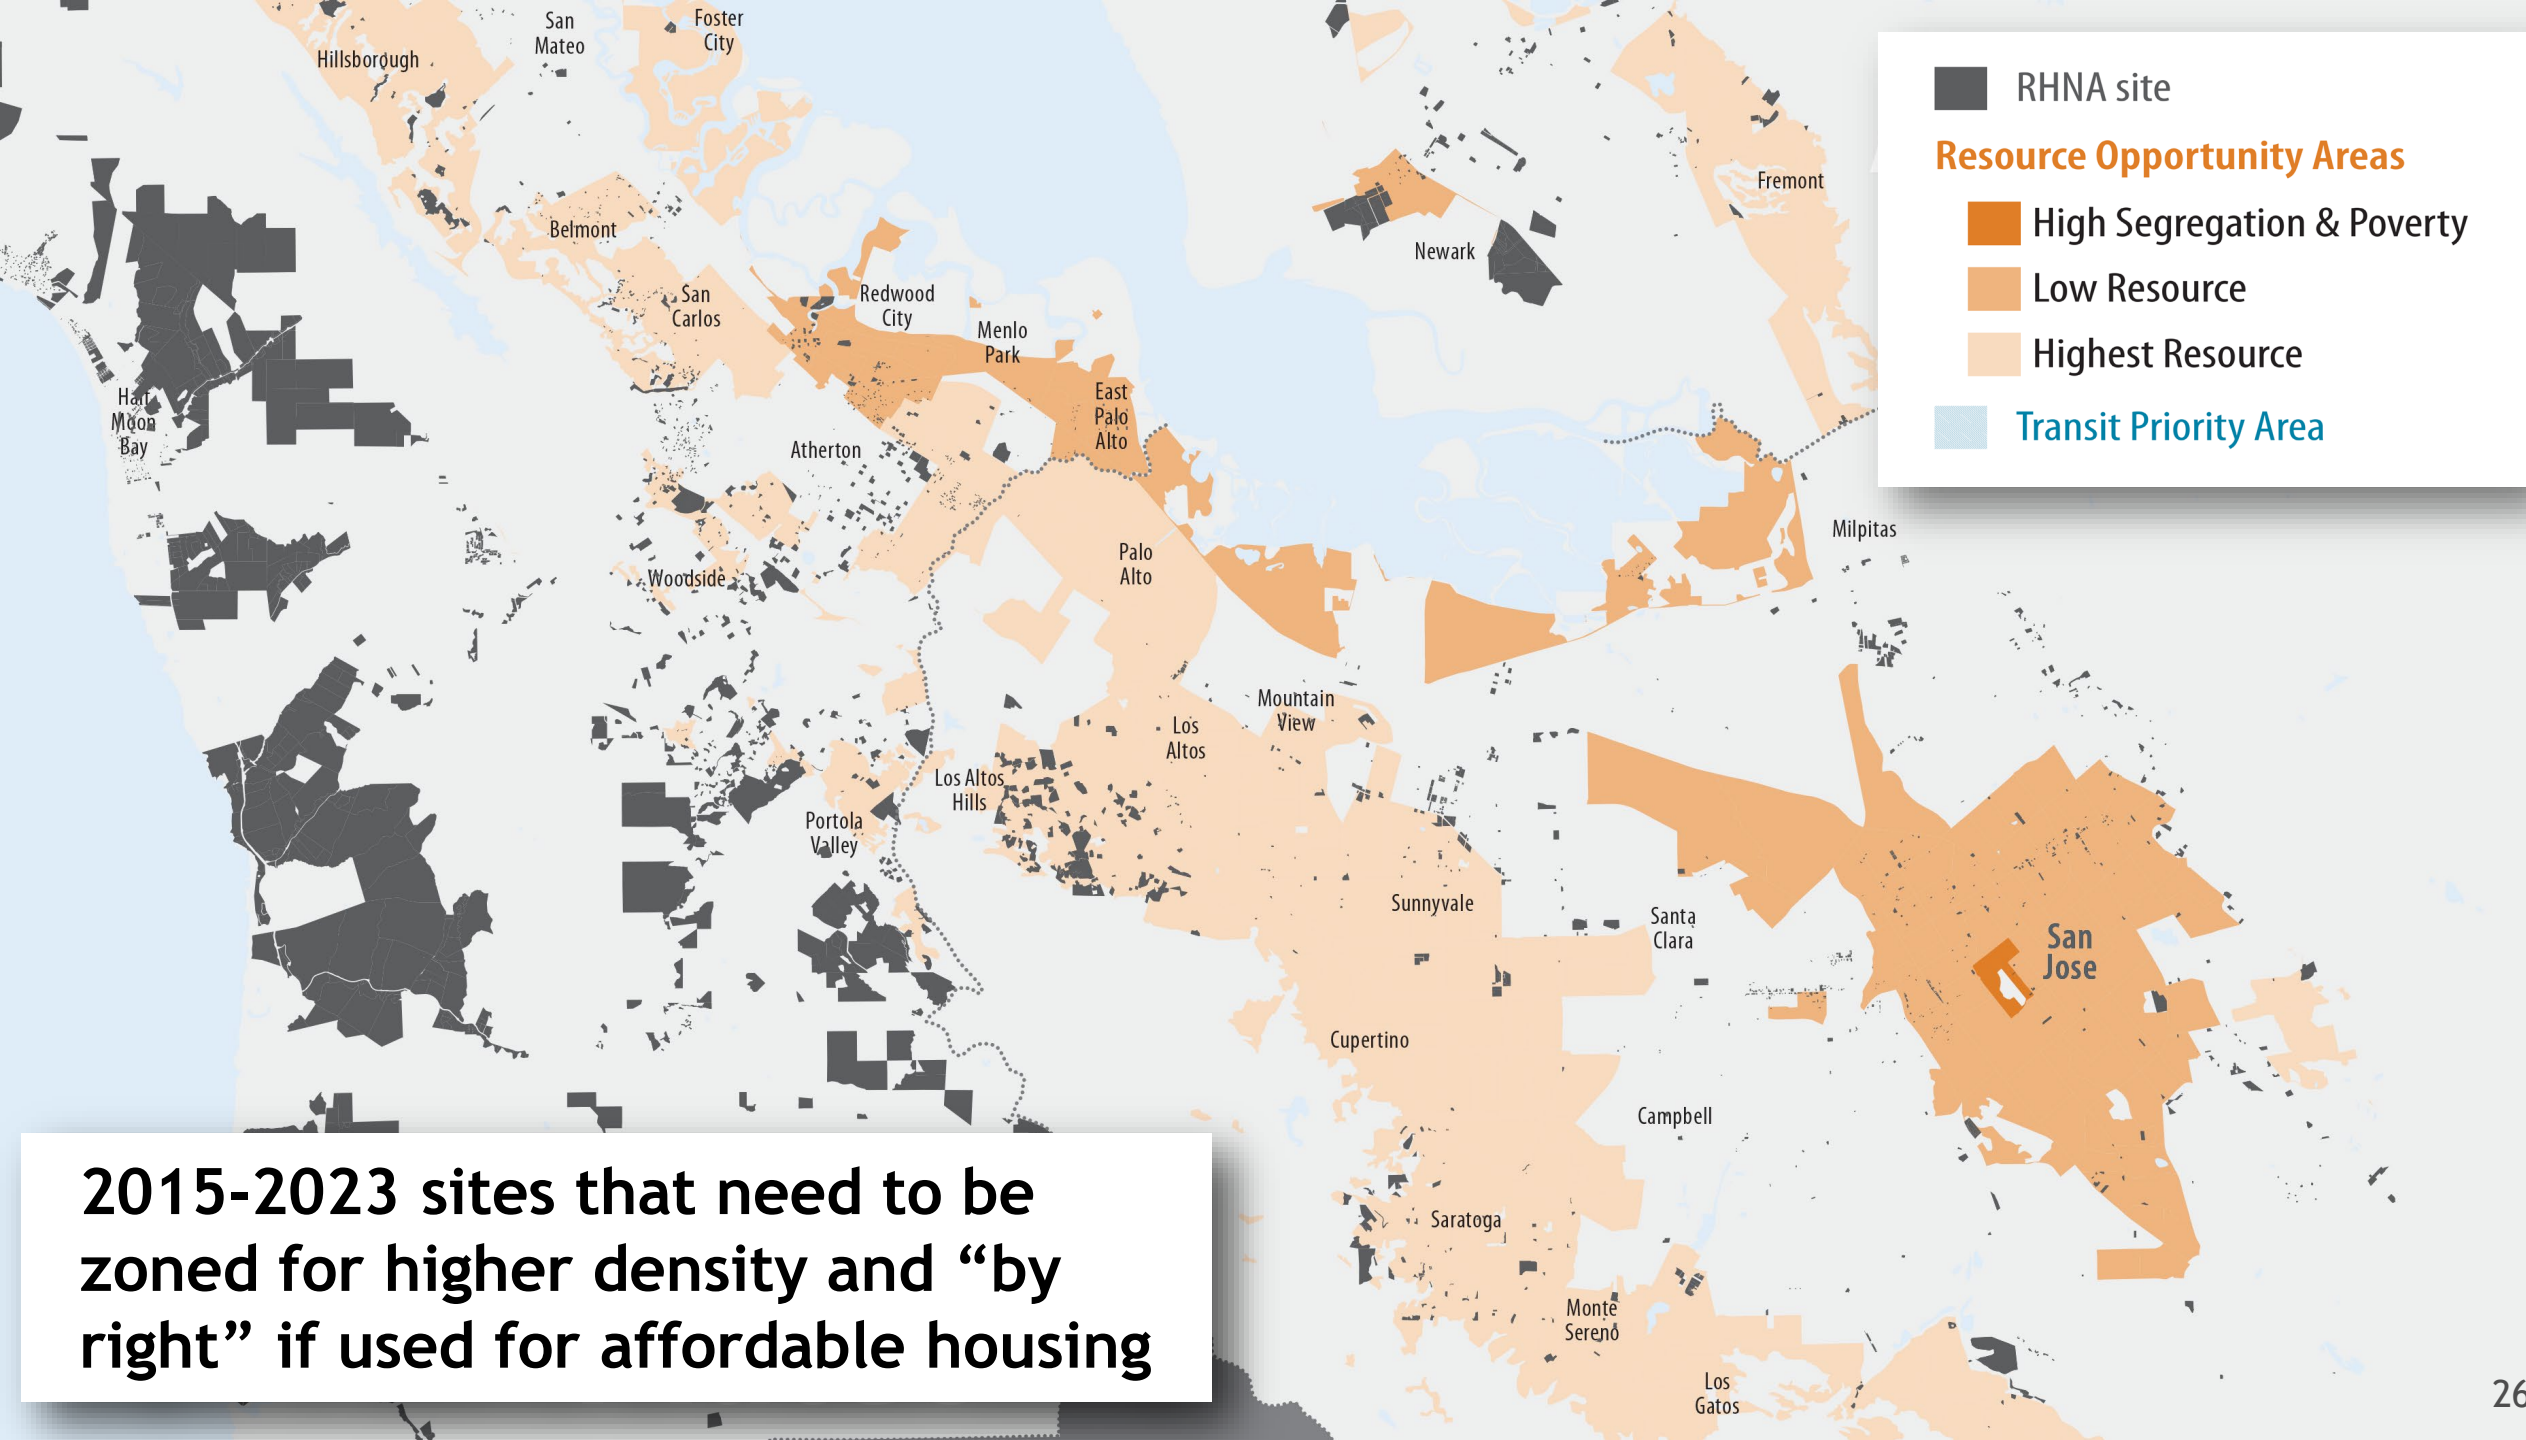 San
Mateo
Foster
City
Hillsborough
RHNA site
Resource Opportunity Areas
High Segregation & Poverty
Low Resource
Highest Resource
Transit Priority Area
Fremont
Belmont
Newark
San
Carlos
Redwood
City
Menlo
Park
East
Palo
Alto
Half
Moon
Bay
Atherton
Milpitas
Palo
Alto
Woodside
Mountain
View
Los
Altos
Los Altos
Hills
Portola
Valley
Sunnyvale
Santa
Clara
San
Jose
Cupertino
Campbell
Saratoga
Monte
Sereno
Los
Gatos
2015-2023 sites that need to be
zoned for higher density and “by
right” if used for affordable housing
26